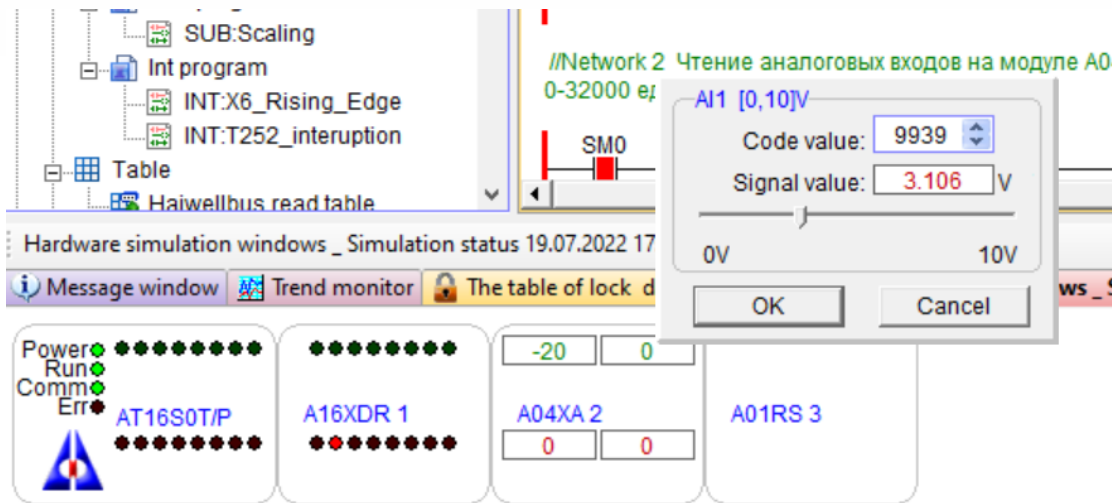 SUB:Scaling
Int program
INT:X6_Rising_Edge
INT:T252_interuption
Table
Haiwellbus read table
//Network 2 Чтение аналоговых входов на модуле A04
0-32000 ед
SM0
AI1 [0,10]V
Code value: 9939
Signal value: 3.106 V
0V 10V
OK Cancel
Hardware simulation windows _ Simulation status 19.07.2022 17
Message window Trend monitor The table of lock d ws _ S
Power
Run
Comm
Err
AT16S0T/P
A16XDR 1
-20 0
A04XA 2
0 0
A01RS 3